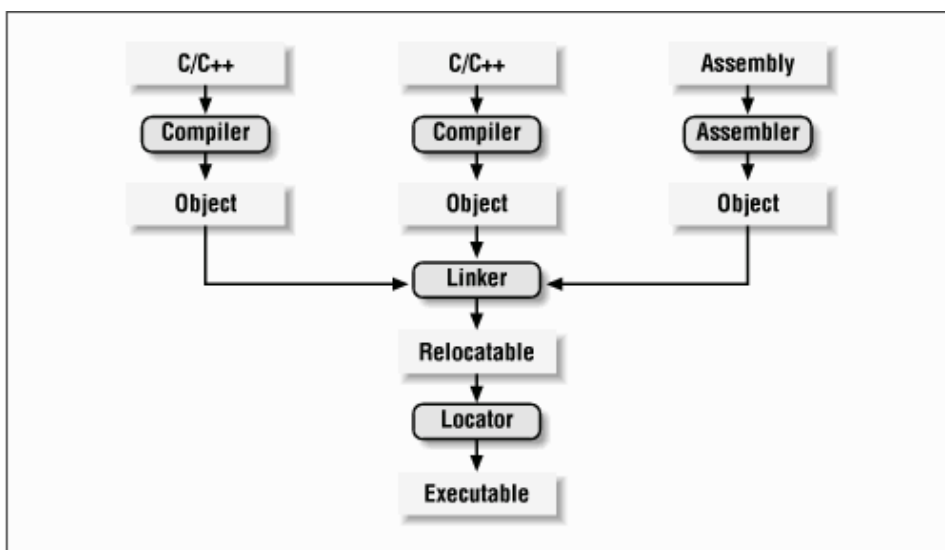 C/C++
C/C++
Assembly
Compiler
Compiler
Assembler
Object
Object
Object
Linker
Relocatable
Locator
Executable